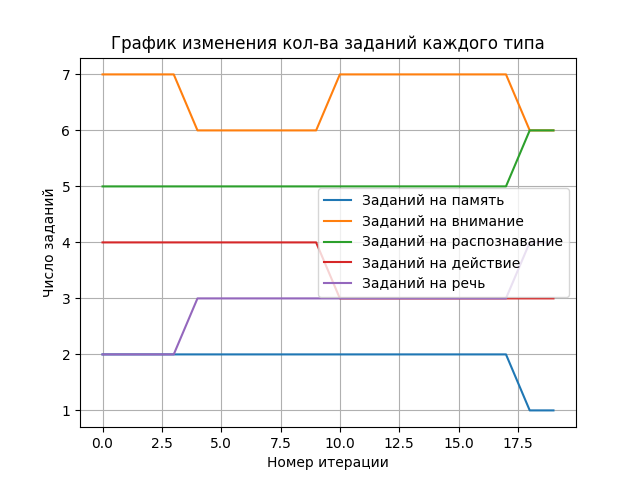 График изменения кол-ва заданий каждого типа
Число заданий
7
6
5
4
3
2
1
Заданий на память
Заданий на внимание
Заданий на распознавание
Заданий на действие
Заданий на речь
0.0 2.5 5.0 7.5 10.0 12.5 15.0 17.5
Номер итерации